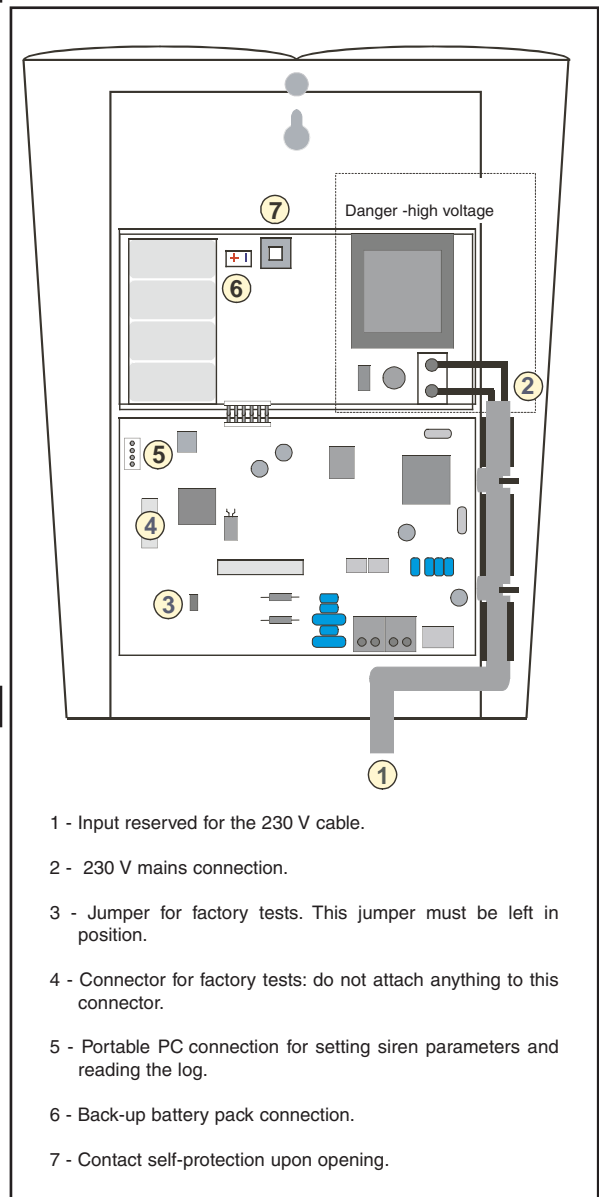 7
Danger -high voltage
+ -
6
2
5
4
3
1
1 - Input reserved for the 230 V cable.
2 - 230 V mains connection.
3 - Jumper for factory tests. This jumper must be left in
position.
4 - Connector for factory tests: do not attach anything to this
connector.
5 - Portable PC connection for setting siren parameters and
reading the log.
6 - Back-up battery pack connection.
7 - Contact self-protection upon opening.